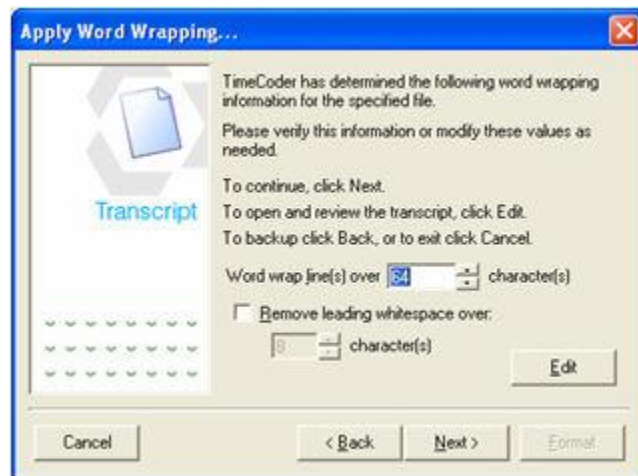 Apply Word Wrapping...
TimeCoder has determined the following word wrapping
information for the specified file.
Please verify this information or modify these values as
needed.
To continue, click Next.
To open and review the transcript, click Edit.
To backup click Back, or to exit click Cancel.
Transcript
Word wrap line(s) over 64 character(s)
Remove leading whitespace over:
8 character(s)
Edit
Cancel < Back Next > Format